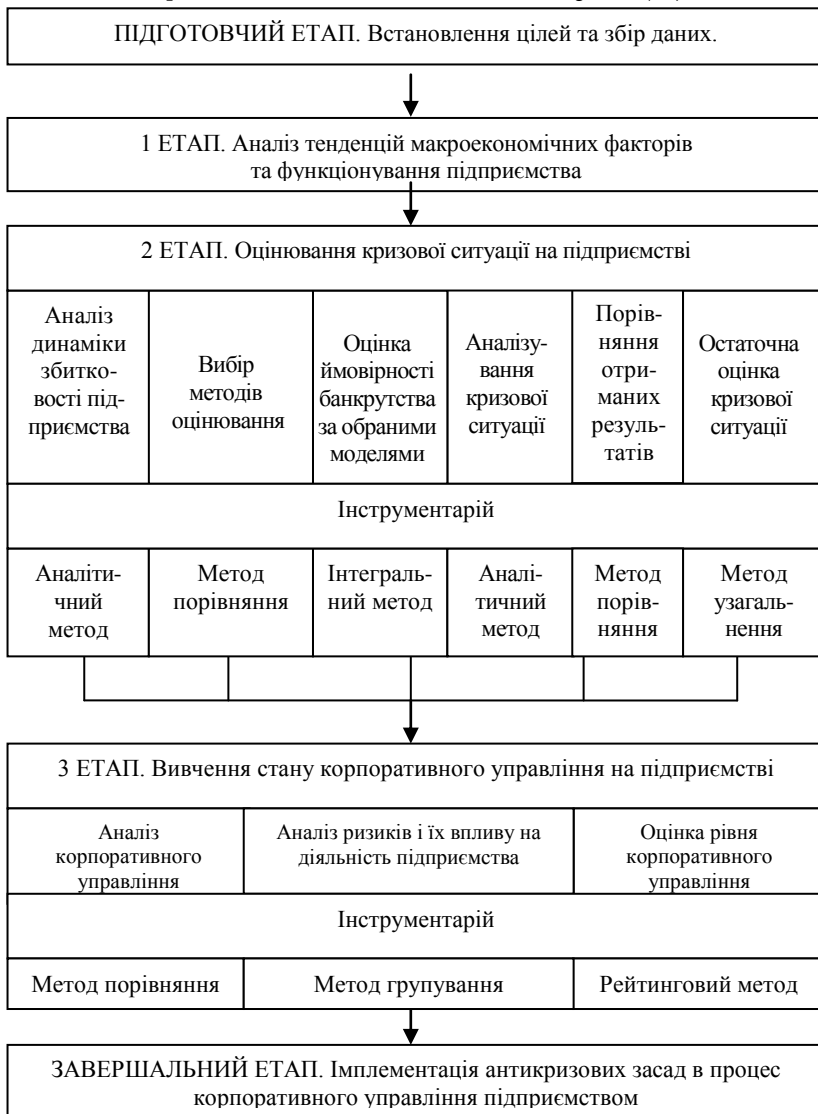 ПІДГОТОВЧИЙ ЕТАП. Встановлення цілей та збір даних.
1 ЕТАП. Аналіз тенденцій макроекономічних факторів
та функціонування підприємства
2 ЕТАП. Оцінювання кризової ситуації на підприємстві
Аналіз
динаміки
збитко-
вості під-
приємства
Вибір
методів
оцінювання
Оцінка
ймовірності
банкрутства
за обраними
моделями
Аналізу-
вання
кризової
ситуації
Порів-
няння
отри-
маних
резуль-
татів
Остаточна
оцінка
кризової
ситуації
Інструментарій
Аналіти-
чний
метод
Метод
порівняння
Інтеграль-
ний метод
Аналі-
тичний
метод
Метод
порів-
няння
Метод
узагаль-
нення
3 ЕТАП. Вивчення стану корпоративного управління на підприємстві
Аналіз
корпоративного
управління
Аналіз ризиків і їх впливу на
діяльність підприємства
Оцінка рівня
корпоративного
управління
Інструментарій
Метод порівняння
Метод групування
Рейтинговий метод
ЗАВЕРШАЛЬНИЙ ЕТАП. Імплементація антикризових засад в процес
корпоративного управління підприємством